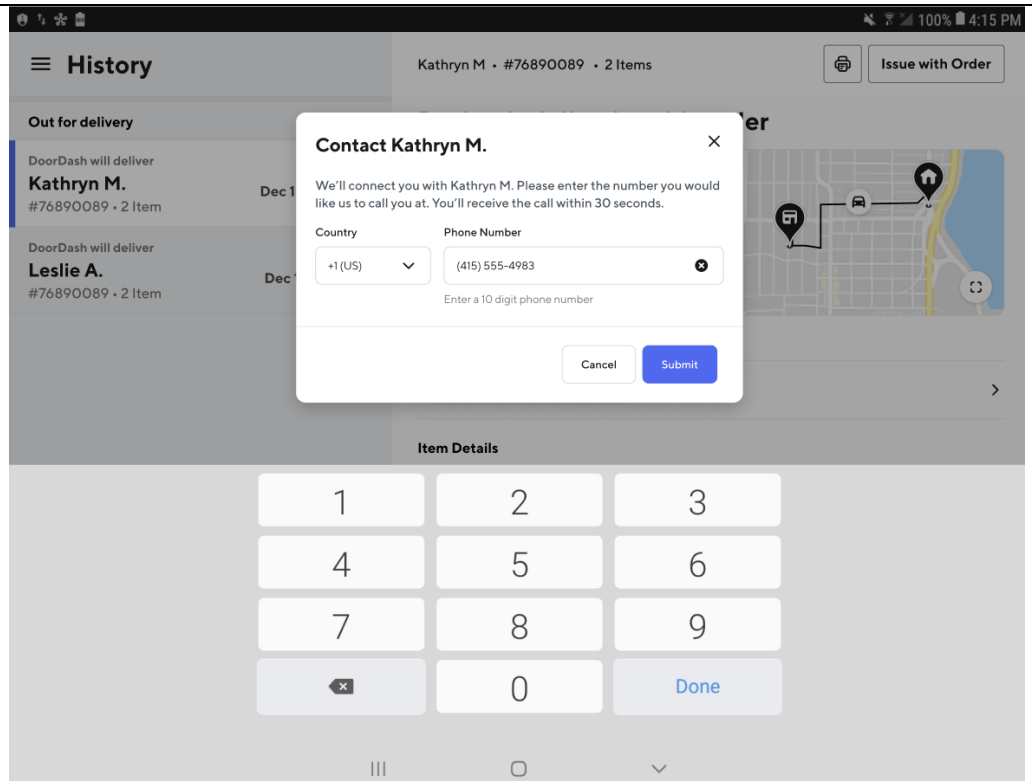 100% 4:15 PM
History
Kathryn M • #76890089 • 2 Items
Issue with Order
Out for delivery
er
DoorDash will deliver
Kathryn M.
Dec 1
#76890089 • 2 Item
DoorDash will deliver
Leslie A.
Dec
#76890089 • 2 Item
Contact Kathryn M.
We’ll connect you with Kathryn M. Please enter the number you would
like us to call you at. You’ll receive the call within 30 seconds.
Country
Phone Number
+1 (US)
(415) 555-4983
Enter a 10 digit phone number
Cancel
Submit
Item Details
1 2 3
4 5 6
7 8 9
0 Done